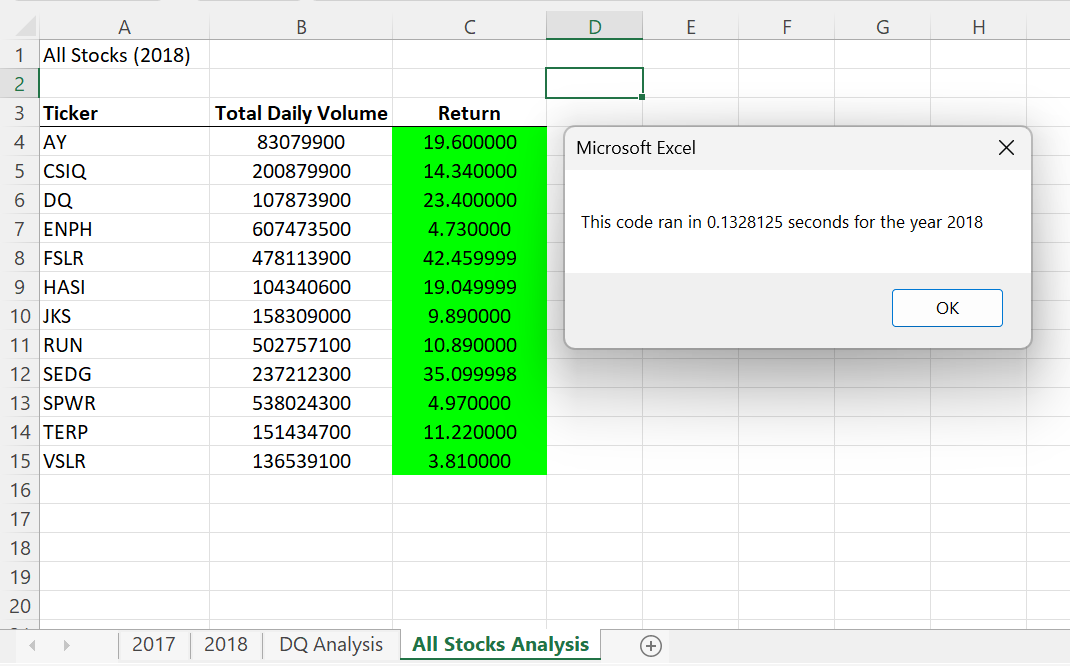 A B C D E F G H
1 All Stocks (2018)
2
3 Ticker Total Daily Volume Return
4 AY 83079900 19.600000
5 CSIQ 200879900 14.340000
6 DQ 107873900 23.400000
7 ENPH 607473500 4.730000
8 FSLR 478113900 42.459999
9 HASI 104340600 19.049999
10 JKS 158309000 9.890000
11 RUN 502757100 10.890000
12 SEDG 237212300 35.099998
13 SPWR 538024300 4.970000
14 TERP 151434700 11.220000
15 VSLR 136539100 3.810000
16
17
18
19
20
Microsoft Excel
This code ran in 0.1328125 seconds for the year 2018
OK
2017 2018 DQ Analysis All Stocks Analysis